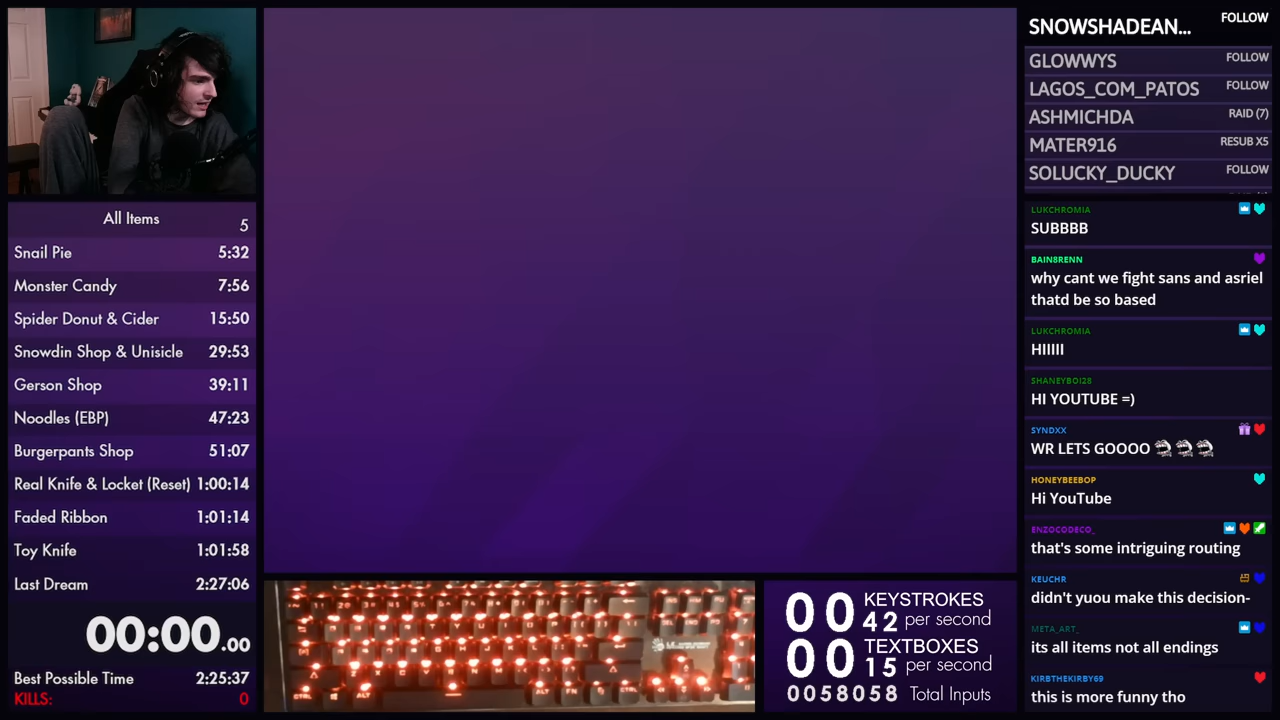 All Items
5
Snail Pie 5:32
Monster Candy 7:56
Spider Donut & Cider 15:50
Snowdin Shop & Unisicle 29:53
Gerson Shop 39:11
Noodles (EBP) 47:23
Burgerpants Shop 51:07
Real Knife & Locket (Reset) 1:00:14
Faded Ribbon 1:01:14
Toy Knife 1:01:58
Last Dream 2:27:06
00:00.00
Best Possible Time 2:25:37
KILLS: 0
00 KEYSTROKES
42 per second
00 TEXTBOXES
15 per second
0058058 Total Inputs
SNOWSHADEAN... FOLLOW
GLOWWYS FOLLOW
LAGOS_COM_PATOS FOLLOW
ASHMICHDA RAID (7)
MATER916 RESUB X5
SOLUCKY_DUCKY FOLLOW
LUKCHROMIA
SUBBBB
BAIN8RENN
why cant we fight sans and asriel
thatd be so based
LUKCHROMIA
HIIIII
SHANEYBOI28
HI YOUTUBE =)
SYNDXX
WR LETS GOOOO
HONEYBEEBOP
Hi YouTube
ENZOCODECO_
that's some intriguing routing
KEUCHR
didn't yuou make this decision-
META_ART_
its all items not all endings
KIRBTHEKIRBY69
this is more funny tho